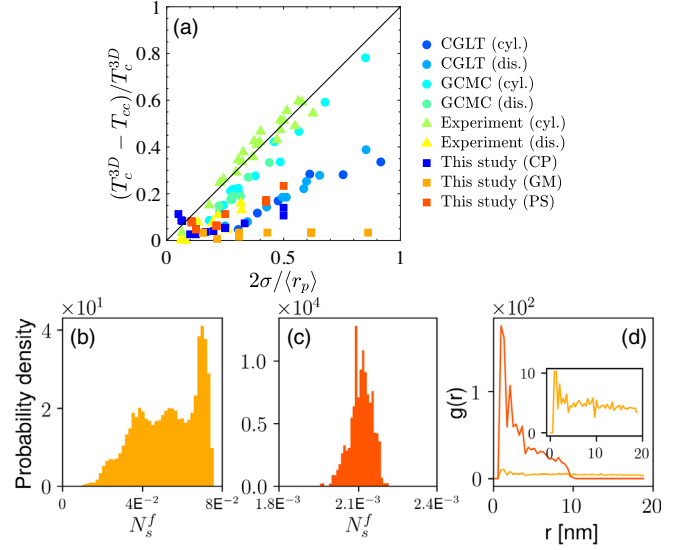 (a)
(T_c^{3D} − T_{cc})/T_c^{3D}
1
0.8
0.6
0.4
0.2
0
0
0.5
1
2σ/⟨r_p⟩
CGLT (cyl.)
CGLT (dis.)
GCMC (cyl.)
GCMC (dis.)
Experiment (cyl.)
Experiment (dis.)
This study (CP)
This study (GM)
This study (PS)
×10^1
(b)
Probability density
4
2
0
0
4E−2
8E−2
N_s^f
×10^4
(c)
1.0
0.5
0.0
1.8E−3
2.1E−3
2.4E−3
N_s^f
×10^2
(d)
g(r)
1
0
0
10
20
r [nm]
10
0
0
10
20